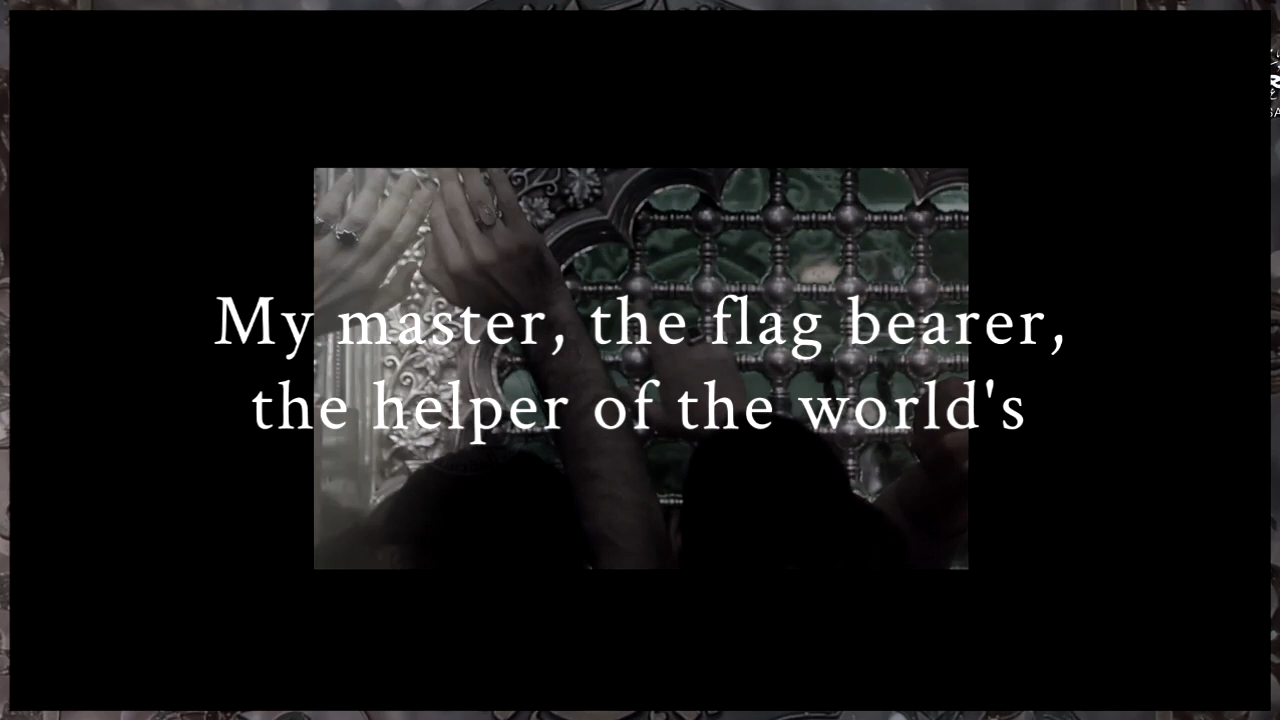 My master, the flag bearer,
the helper of the world's